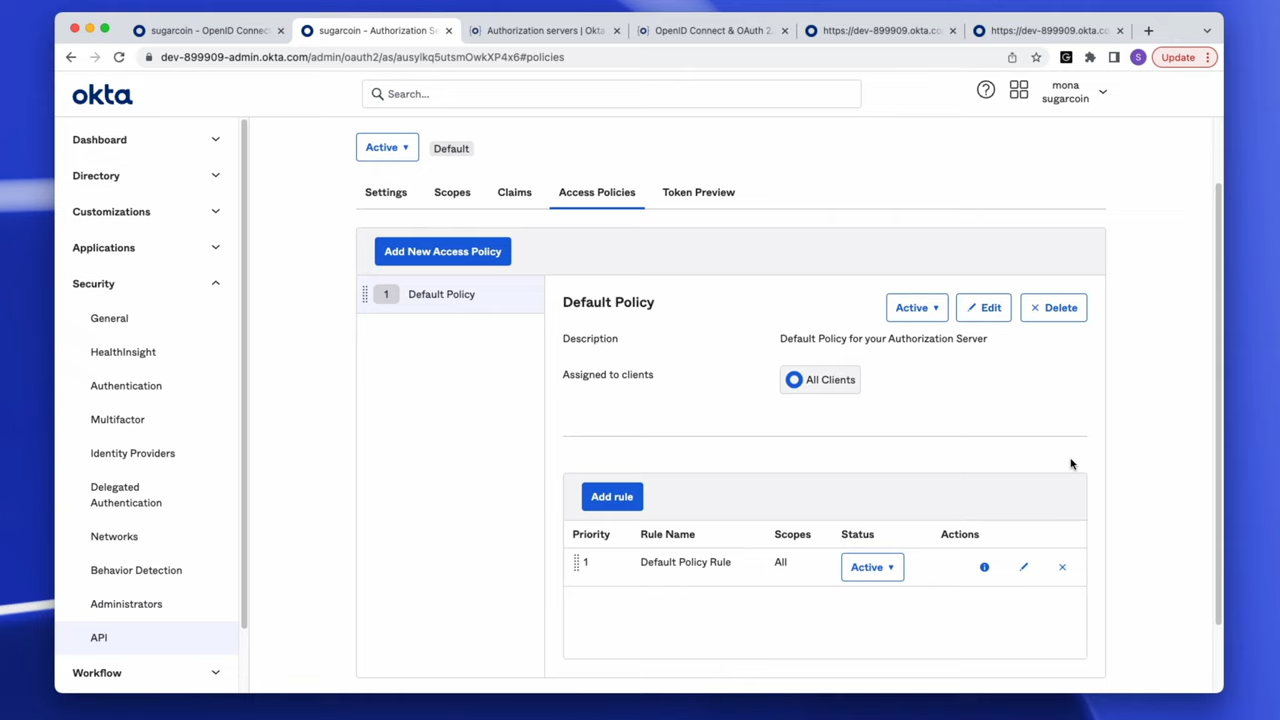 sugarcoin - OpenID Connec
sugarcoin - Authorization Se
Authorization servers | Okta
OpenID Connect & OAuth 2.
https://dev-899909.okta.co
https://dev-899909.okta.co
dev-899909-admin.okta.com/admin/oauth2/as/ausylkq5utsmOwkXP4x6#policies
G
S
Update
okta
Search...
mona
sugarcoin
Dashboard
Directory
Customizations
Applications
Security
General
HealthInsight
Authentication
Multifactor
Identity Providers
Delegated
Authentication
Networks
Behavior Detection
Administrators
API
Workflow
Active
Default
Settings
Scopes
Claims
Access Policies
Token Preview
Add New Access Policy
1 Default Policy
Default Policy
Active
Edit
Delete
Description
Default Policy for your Authorization Server
Assigned to clients
All Clients
Add rule
Priority Rule Name Scopes Status Actions
1 Default Policy Rule All Active